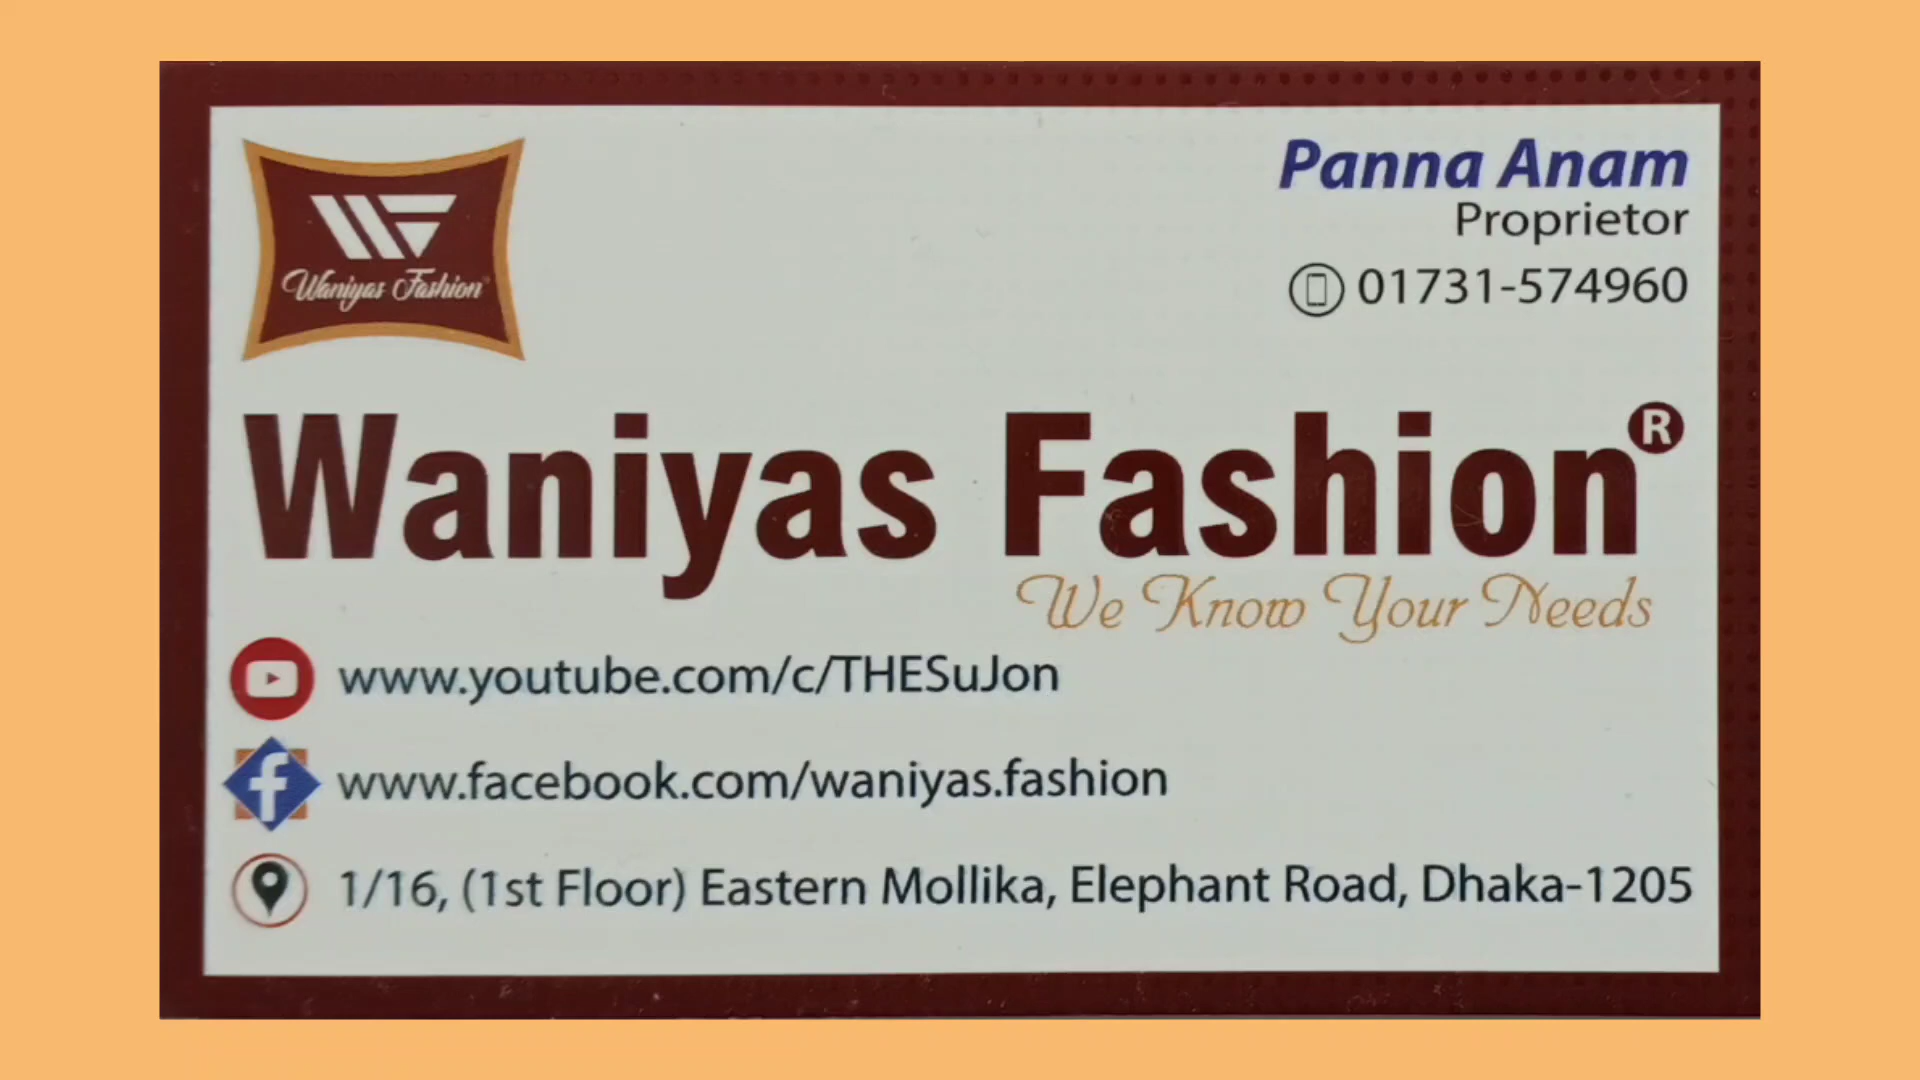 Waniyas Fashion
Panna Anam
Proprietor
01731-574960
Waniyas Fashion®
We Know Your Needs
www.youtube.com/c/THESuJon
www.facebook.com/waniyas.fashion
1/16, (1st Floor) Eastern Mollika, Elephant Road, Dhaka-1205